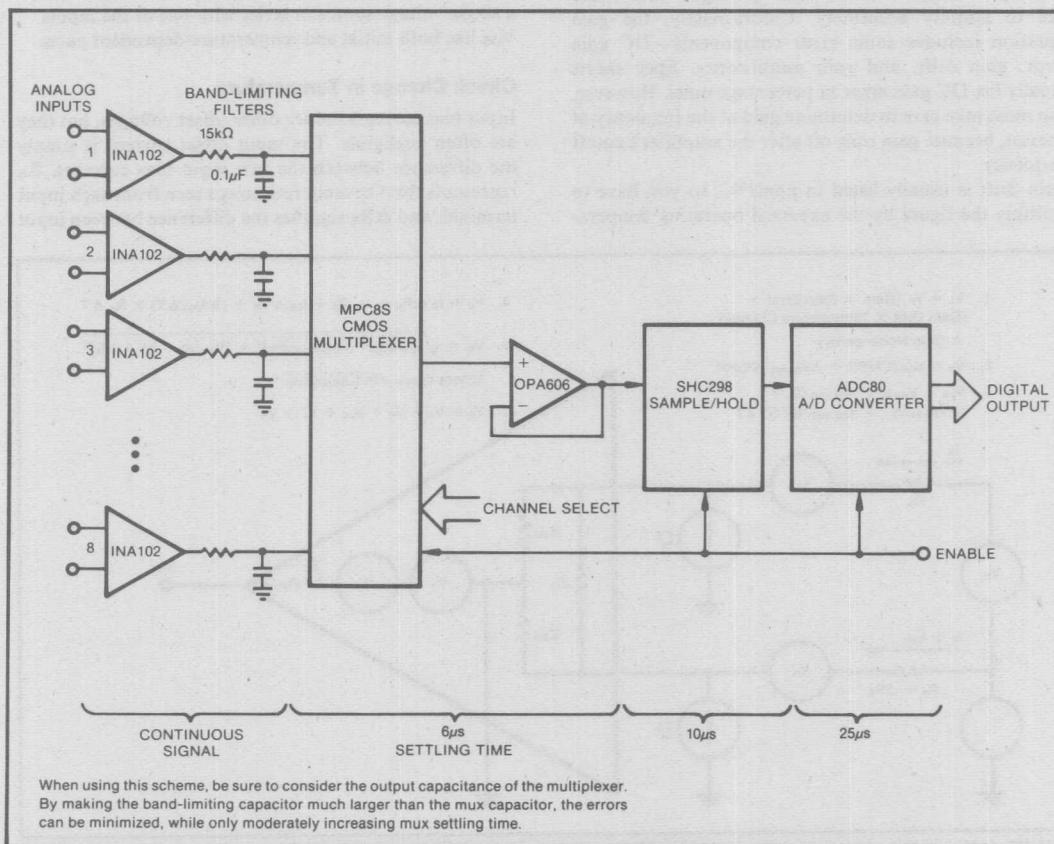 ANALOG
INPUTS
BAND-LIMITING
FILTERS
15kΩ
0.1µF
1
INA102
2
INA102
3
INA102
8
INA102
MPC8S
CMOS
MULTIPLEXER
+
OPA606
−
SHC298
SAMPLE/HOLD
ADC80
A/D CONVERTER
DIGITAL
OUTPUT
CHANNEL SELECT
ENABLE
CONTINUOUS
SIGNAL
6µs
SETTLING TIME
10µs
25µs
When using this scheme, be sure to consider the output capacitance of the multiplexer.
By making the band-limiting capacitor much larger than the mux capacitor, the errors
can be minimized, while only moderately increasing mux settling time.